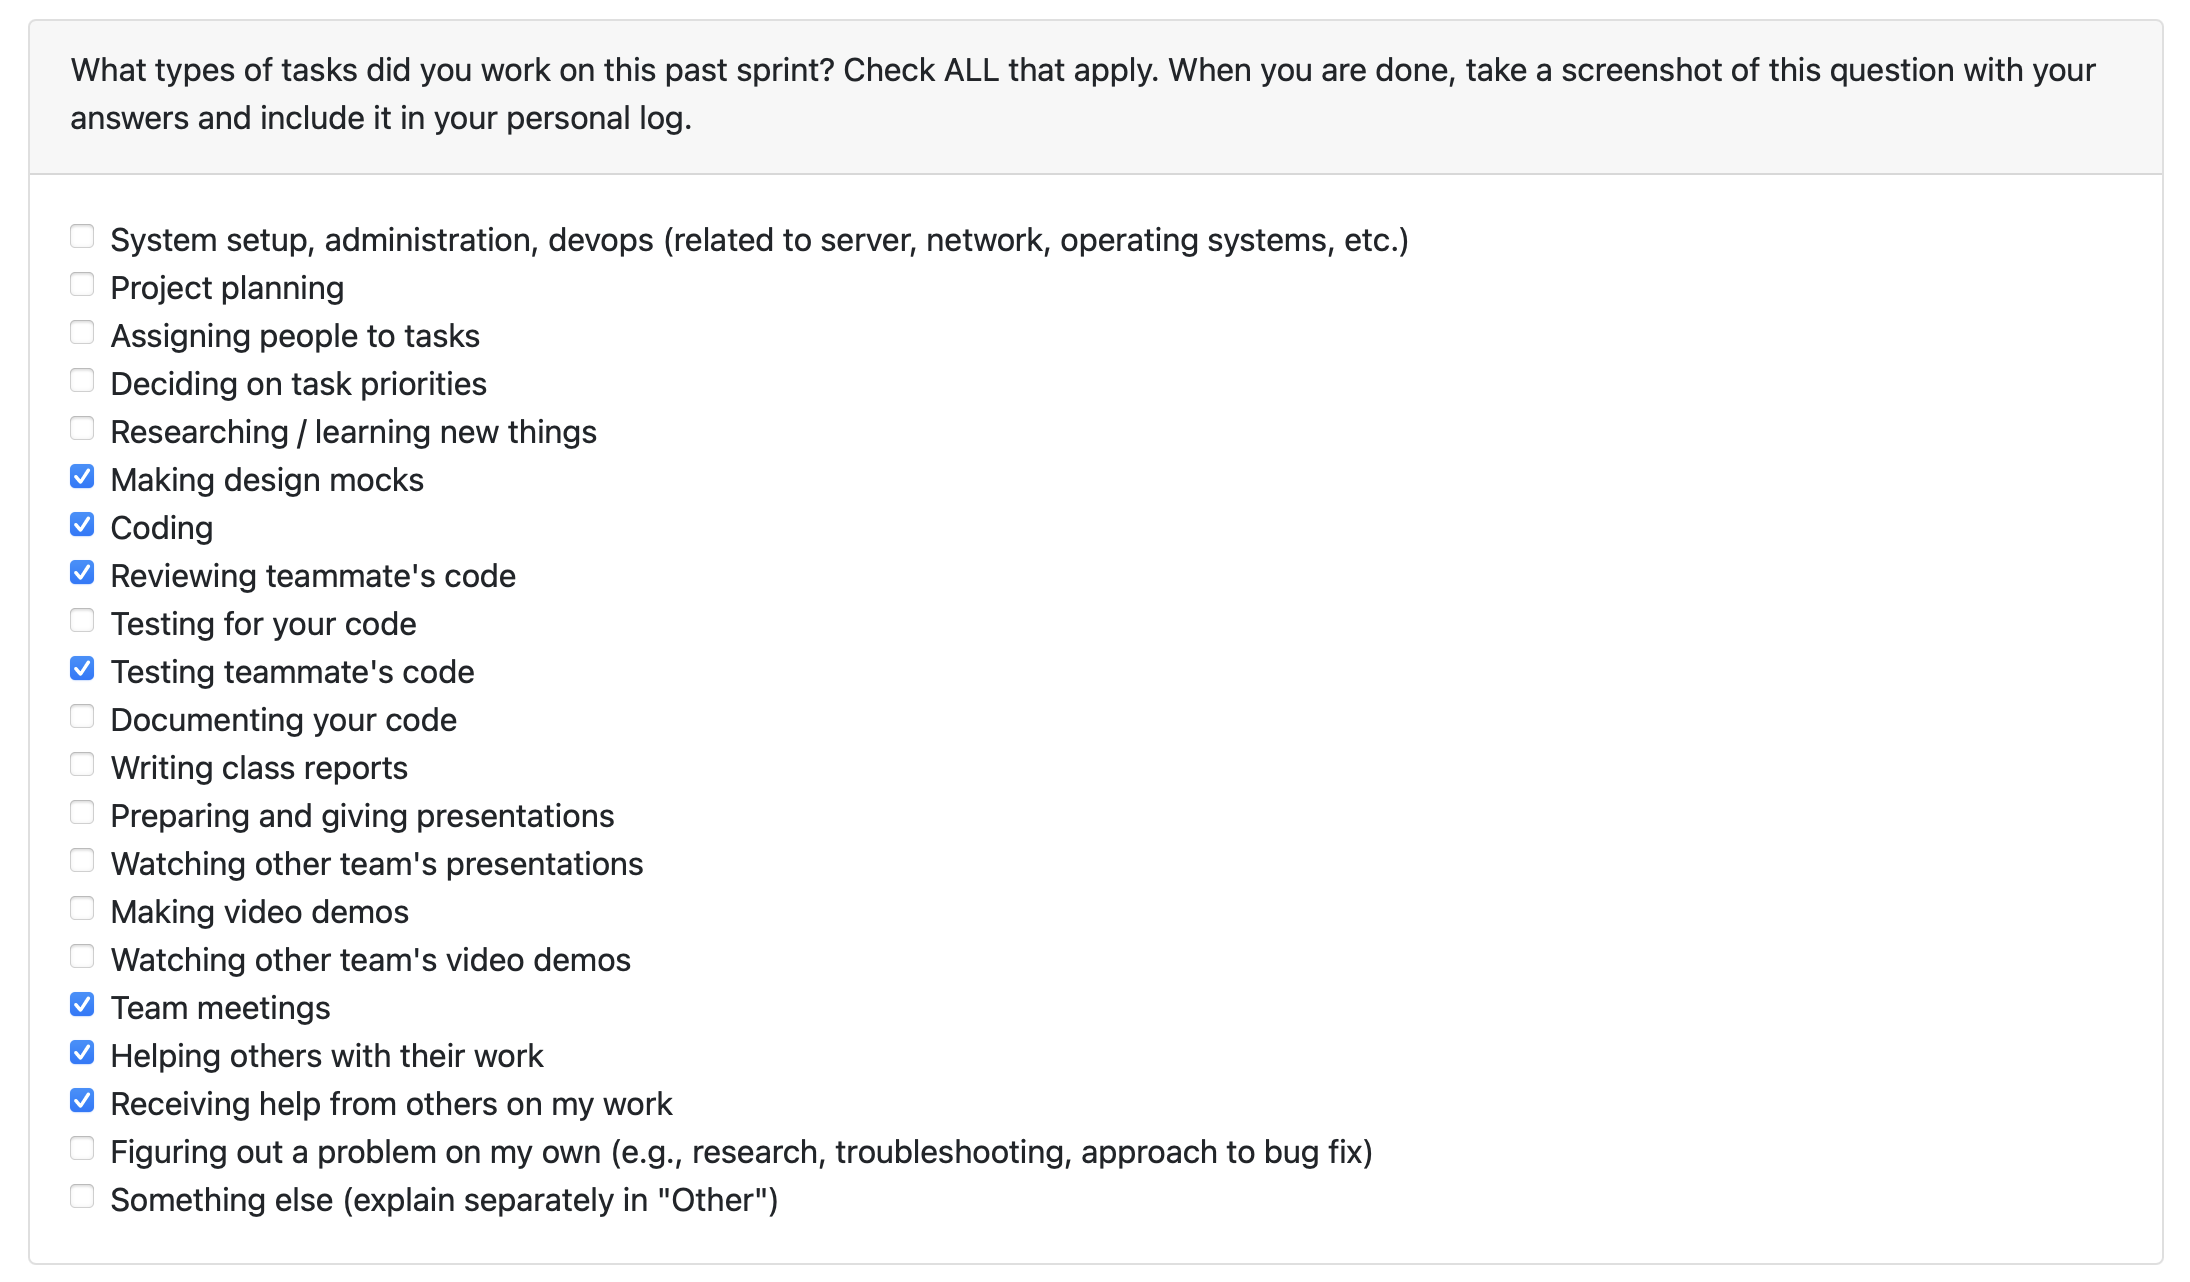 What types of tasks did you work on this past sprint? Check ALL that apply. When you are done, take a screenshot of this question with your
answers and include it in your personal log.
System setup, administration, devops (related to server, network, operating systems, etc.)
Project planning
Assigning people to tasks
Deciding on task priorities
Researching / learning new things
Making design mocks
Coding
Reviewing teammate's code
Testing for your code
Testing teammate's code
Documenting your code
Writing class reports
Preparing and giving presentations
Watching other team's presentations
Making video demos
Watching other team's video demos
Team meetings
Helping others with their work
Receiving help from others on my work
Figuring out a problem on my own (e.g., research, troubleshooting, approach to bug fix)
Something else (explain separately in "Other")